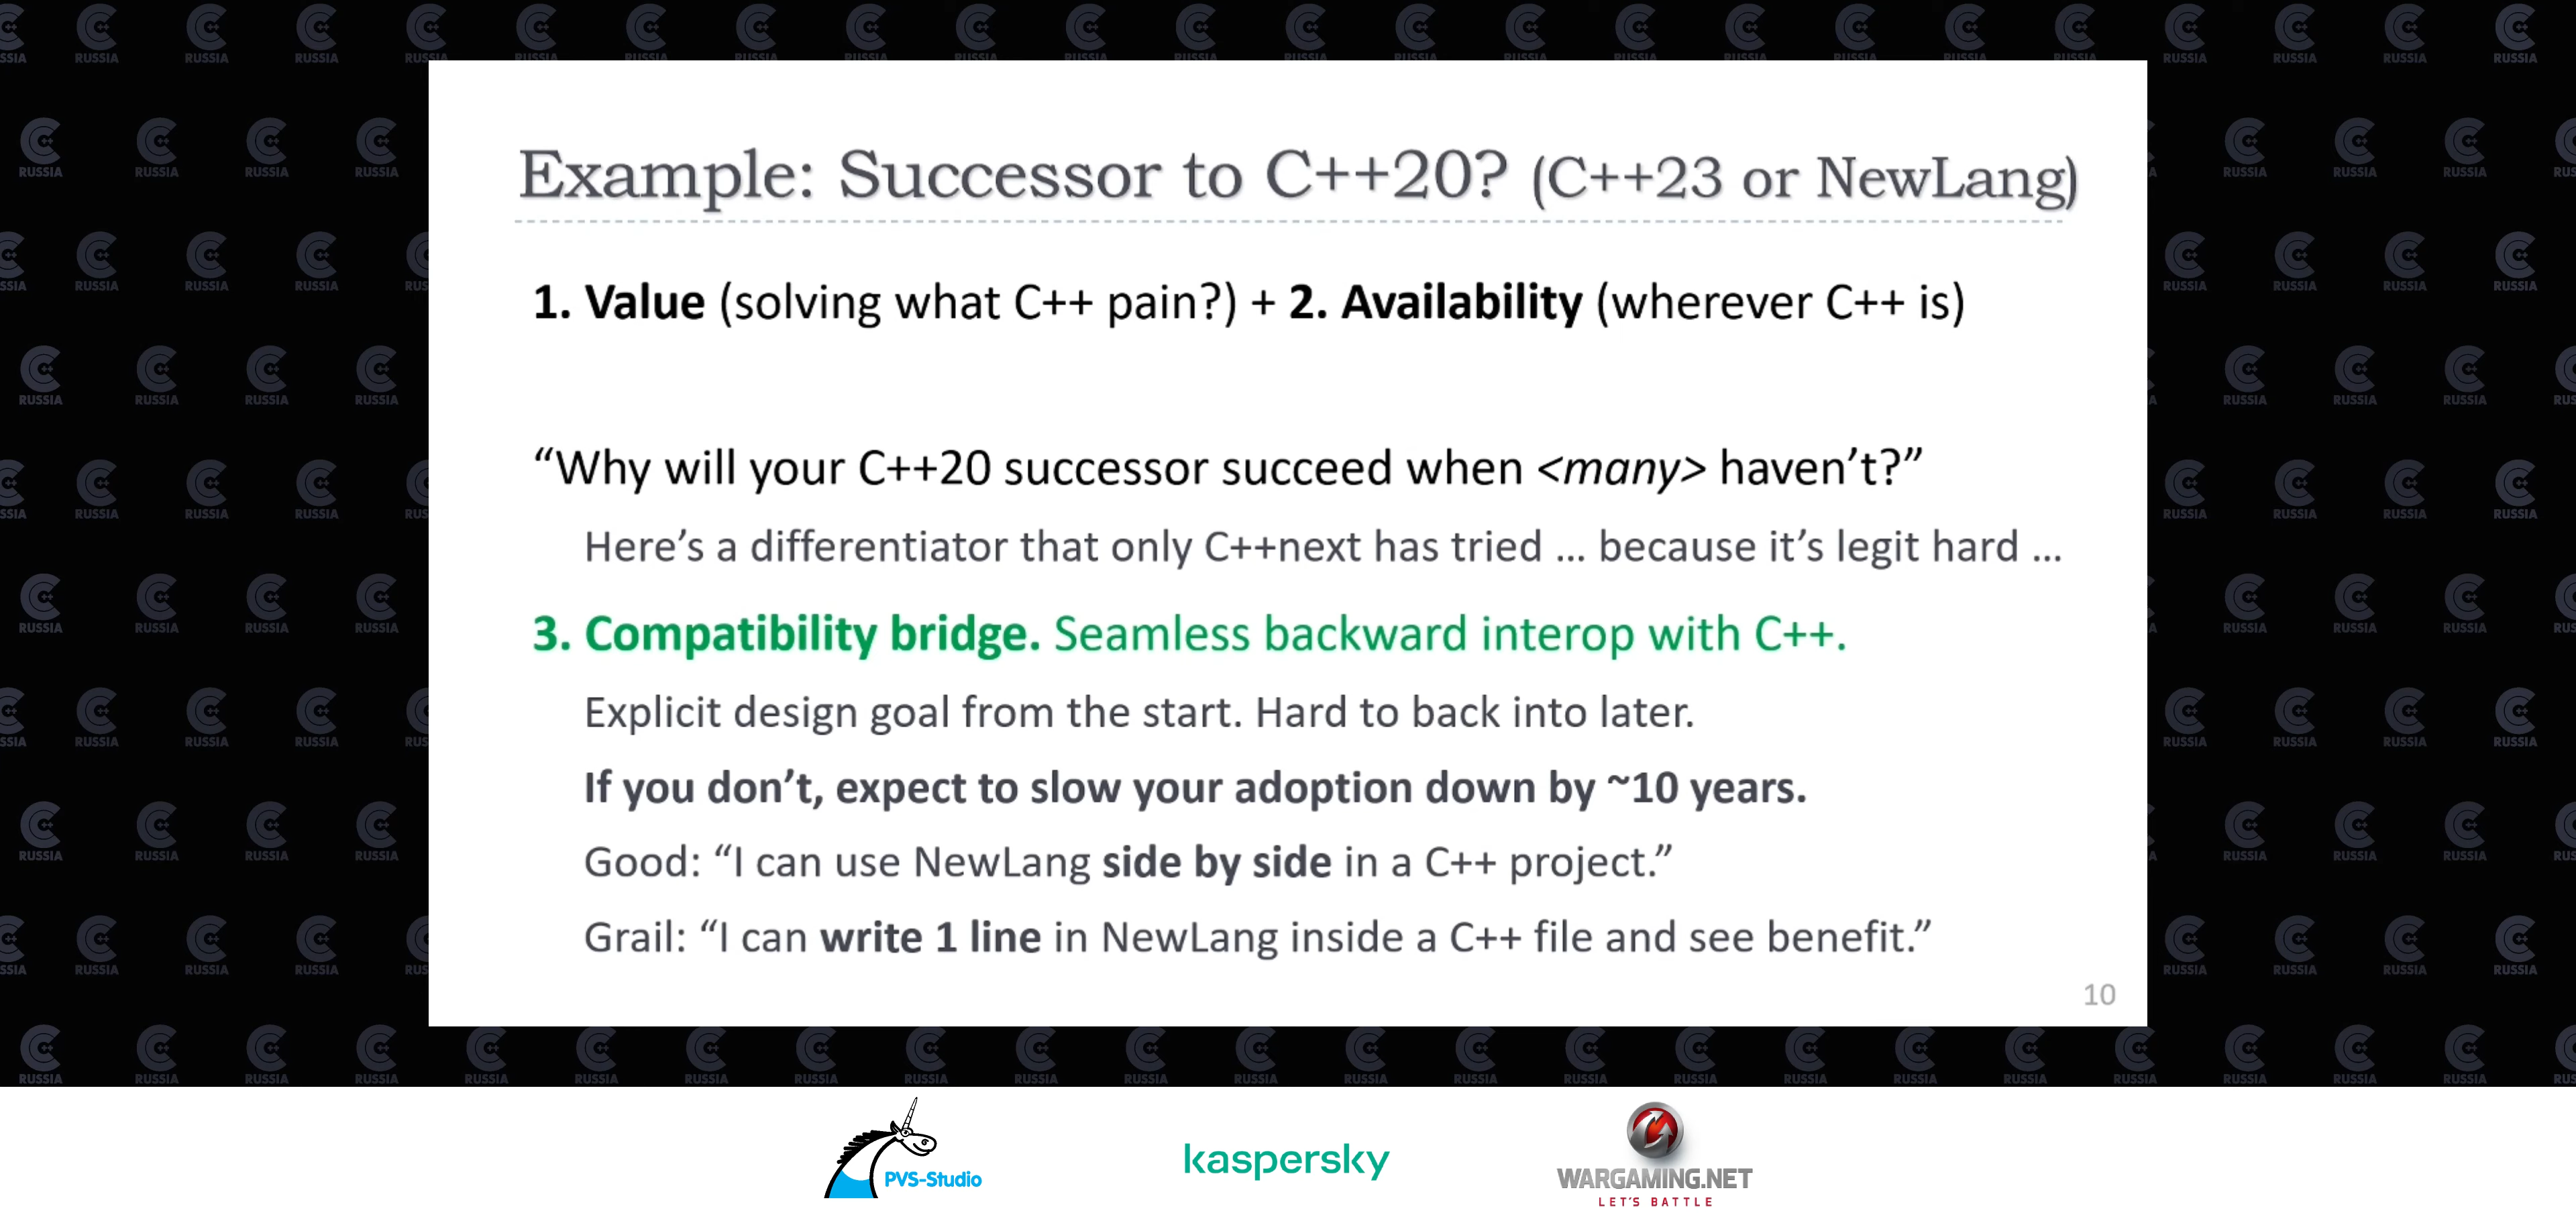 Example: Successor to C++20? (C++23 or NewLang)
1. Value (solving what C++ pain?) + 2. Availability (wherever C++ is)
“Why will your C++20 successor succeed when <many> haven’t?”
Here’s a differentiator that only C++next has tried ... because it’s legit hard ...
3. Compatibility bridge. Seamless backward interop with C++.
Explicit design goal from the start. Hard to back into later.
If you don’t, expect to slow your adoption down by ~10 years.
Good: “I can use NewLang side by side in a C++ project.”
Grail: “I can write 1 line in NewLang inside a C++ file and see benefit.”
10
RUSSIA
PVS-Studio
kaspersky
WARGAMING.NET
LET'S BATTLE